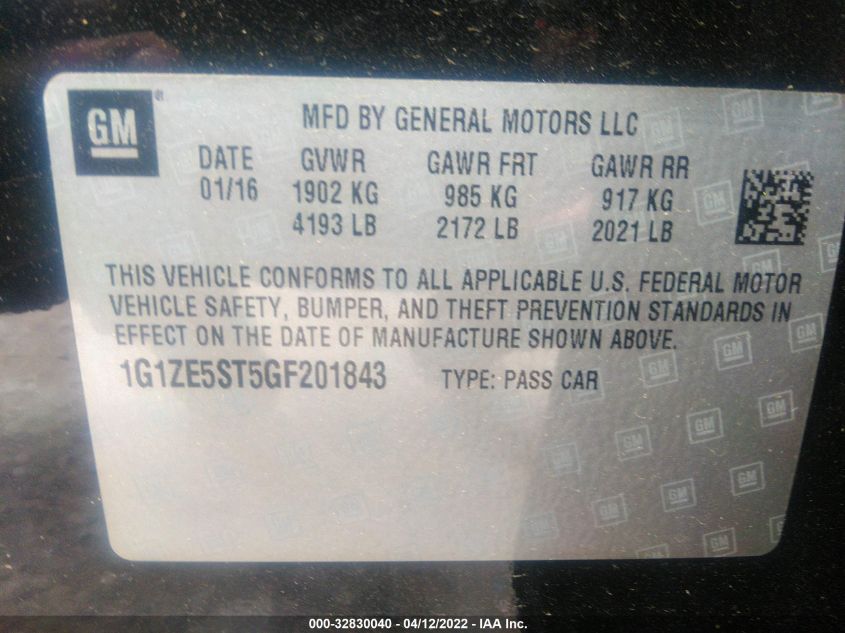 GM
MFD BY GENERAL MOTORS LLC
DATE GVWR GAWR FRT GAWR RR
01/16 1902 KG 985 KG 917 KG
4193 LB 2172 LB 2021 LB
THIS VEHICLE CONFORMS TO ALL APPLICABLE U.S. FEDERAL MOTOR
VEHICLE SAFETY, BUMPER, AND THEFT PREVENTION STANDARDS IN
EFFECT ON THE DATE OF MANUFACTURE SHOWN ABOVE.
1G1ZE5ST5GF201843 TYPE: PASS CAR
000-32830040 - 04/12/2022 - IAA Inc.